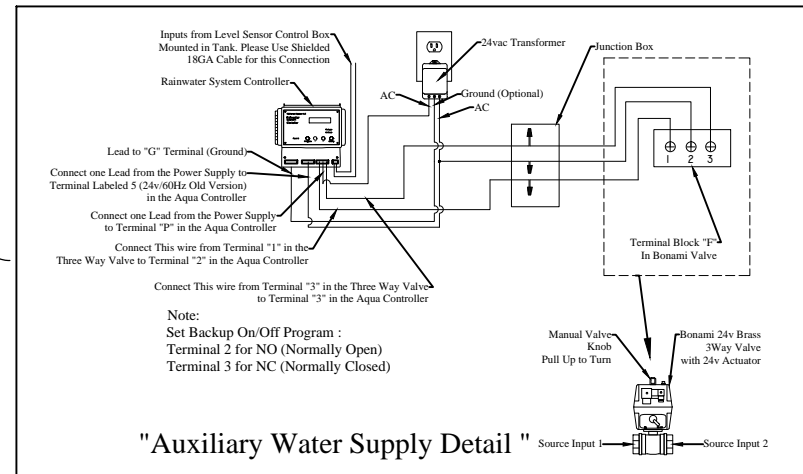 Inputs from Level Sensor Control Box
Mounted in Tank. Please Use Shielded
18GA Cable for this Connection
Rainwater System Controller
24vac Transformer
Junction Box
AC
Ground (Optional)
AC
Lead to "G" Terminal (Ground)
Connect one Lead from the Power Supply to
Terminal Labeled 5 (24v/60Hz Old Version)
in the Aqua Controller
Connect one Lead from the Power Supply
to Terminal "P" in the Aqua Controller
Connect This wire from Terminal "1" in the
Three Way Valve to Terminal "2" in the Aqua Controller
Connect This wire from Terminal "3" in the Three Way Valve
to Terminal "3" in the Aqua Controller
1 2 3
Terminal Block "F"
In Bonami Valve
Note:
Set Backup On/Off Program :
Terminal 2 for NO (Normally Open)
Terminal 3 for NC (Normally Closed)
Manual Valve
Knob
Pull Up to Turn
Bonami 24v Brass
3Way Valve
with 24v Actuator
"Auxiliary Water Supply Detail "
Source Input 1
Source Input 2